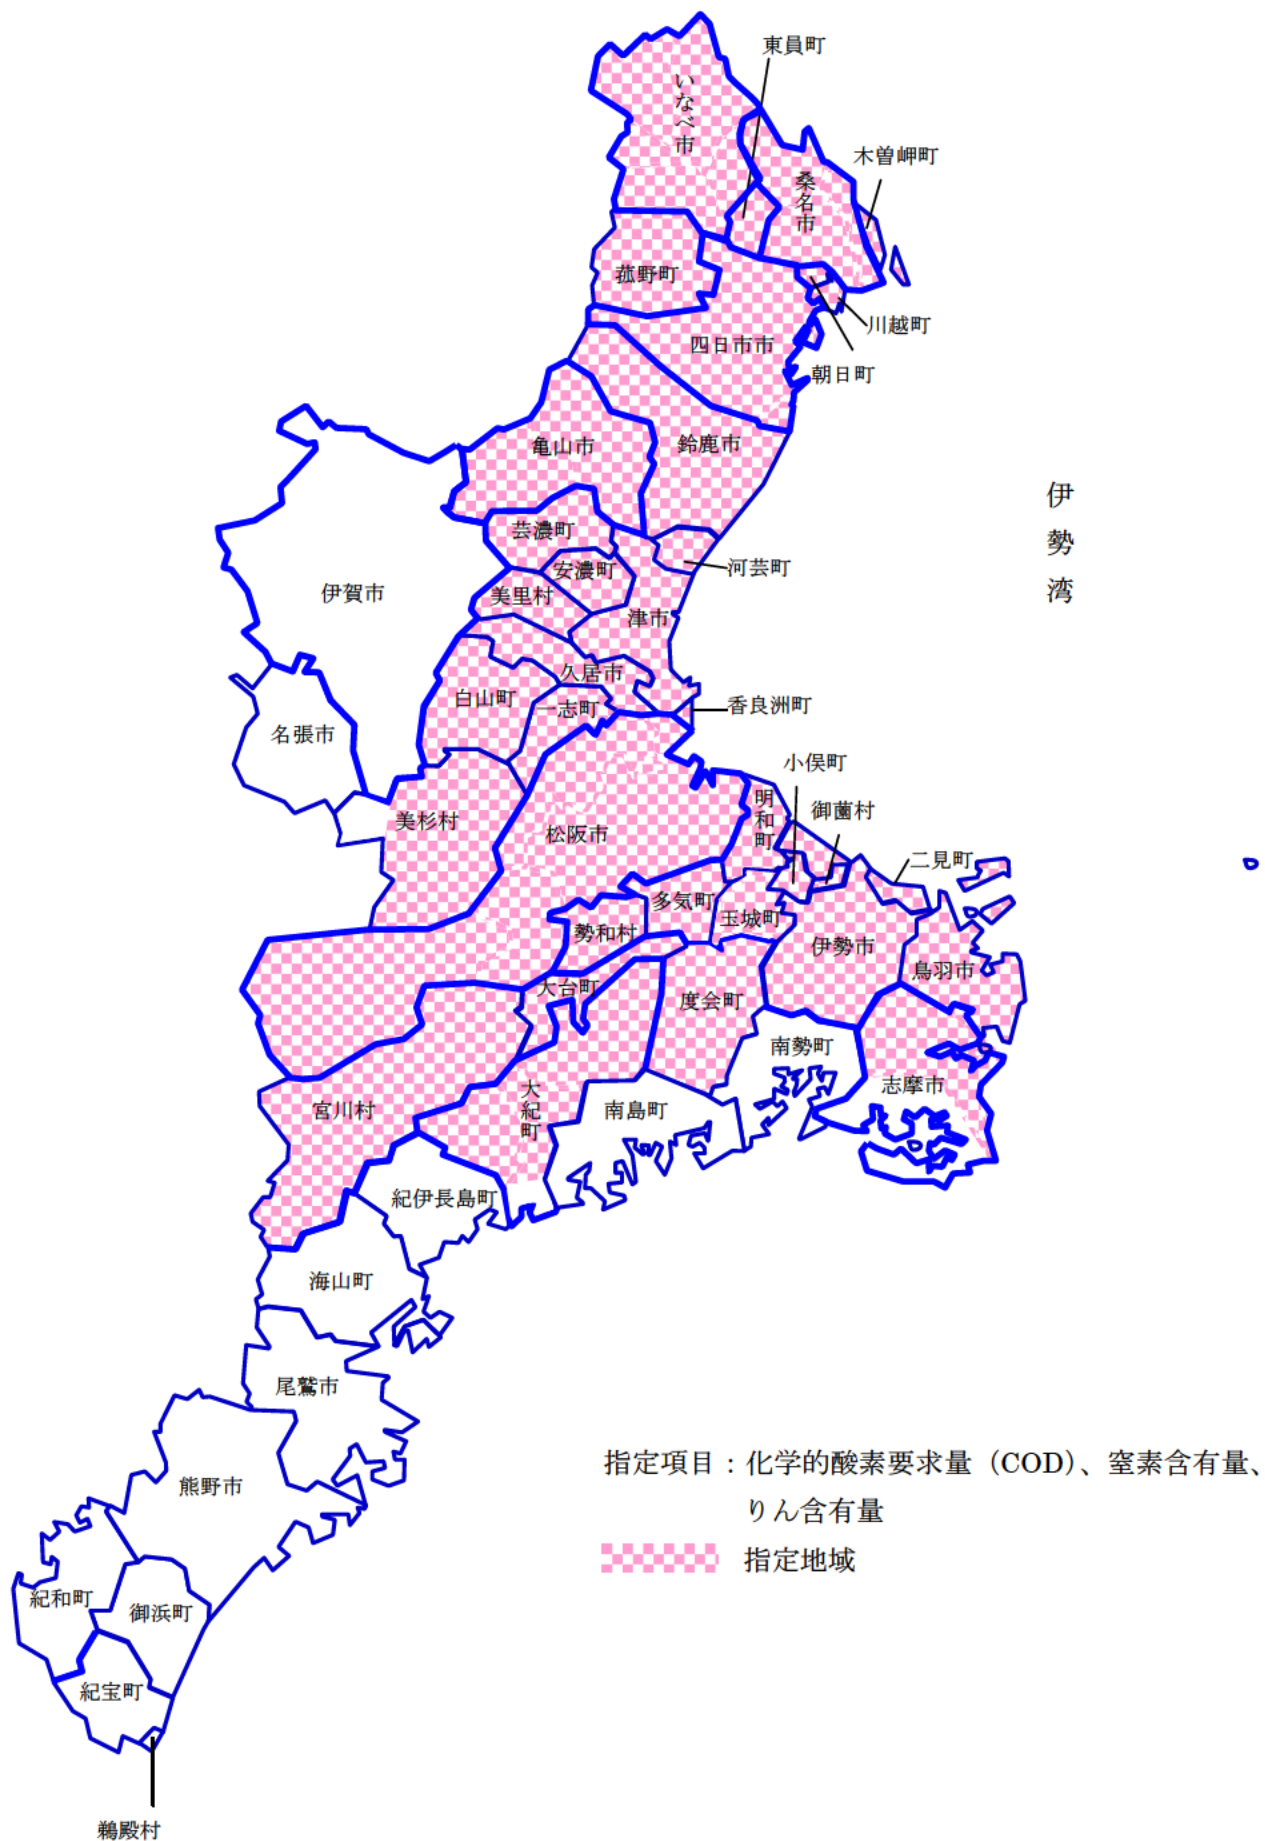 東員町
いなべ市
木曽岬町
桑名市
菰野町
川越町
四日市市
朝日町
亀山市
鈴鹿市
伊勢湾
芸濃町
河芸町
安濃町
伊賀市
美里村
津市
久居市
白山町
一志町
香良洲町
名張市
小俣町
明和町
御薗村
美杉村
松阪市
二見町
多気町
玉城町
勢和村
伊勢市
鳥羽市
大台町
度会町
南勢町
志摩市
大紀町
宮川村
南島町
紀伊長島町
海山町
尾鷲市
指定項目：化学的酸素要求量（COD）、窒素含有量、
りん含有量
熊野市
指定地域
紀和町
御浜町
紀宝町
鵜殿村